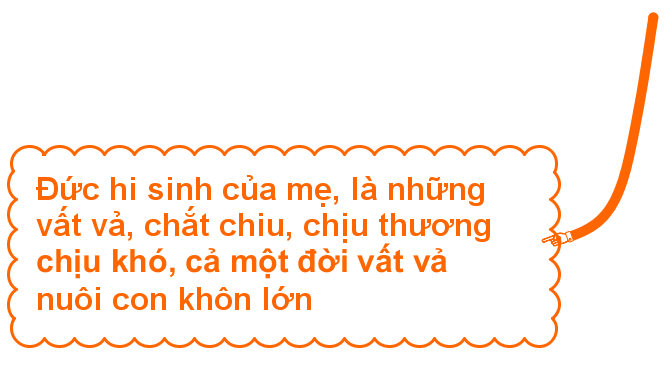 Đức hi sinh của mẹ, là những
vất vả, chắt chiu, chịu thương
chịu khó, cả một đời vất vả
nuôi con khôn lớn